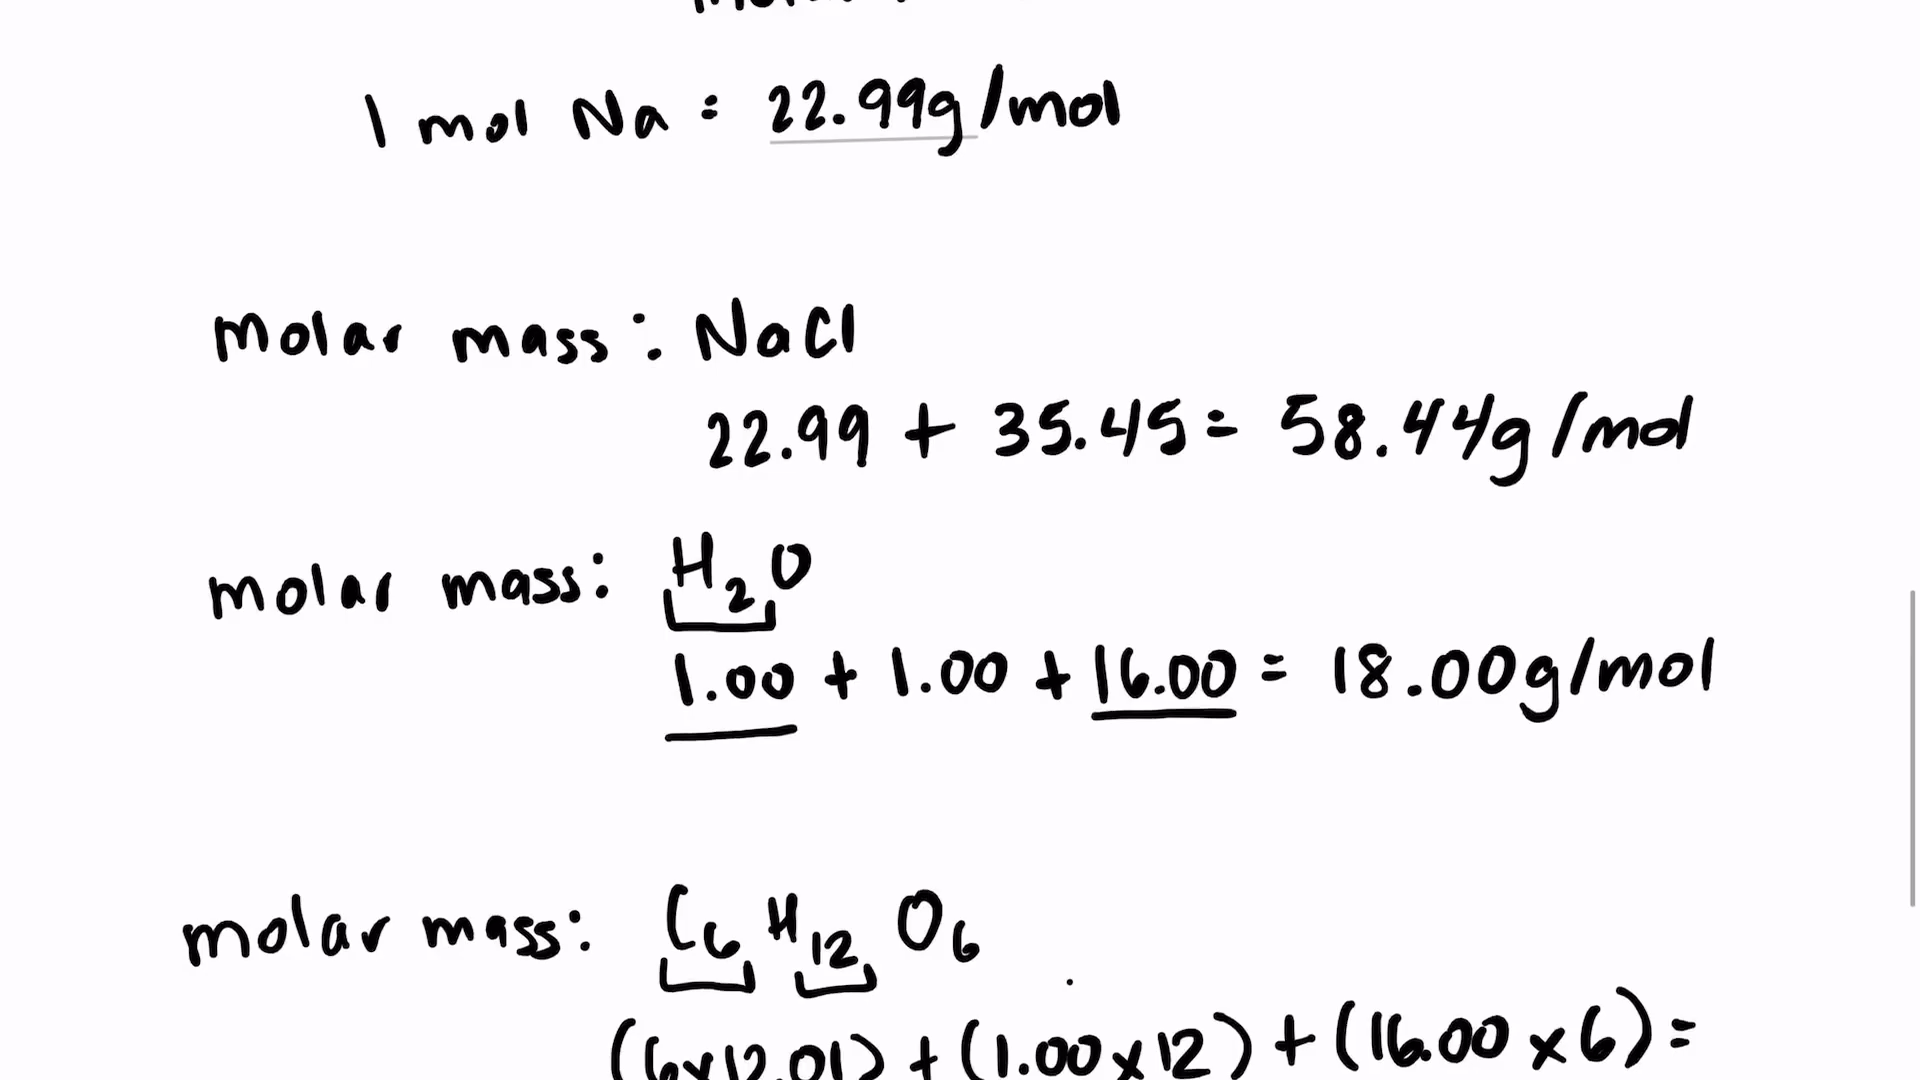 1 mol Na = 22.99g/mol
molar mass: NaCl
22.99 + 35.45 = 58.44g/mol
molar mass: H₂O
1.00 + 1.00 + 16.00 = 18.00g/mol
molar mass: C₆H₁₂O₆
(6x12.01) + (1.00x12) + (16.00x6) =